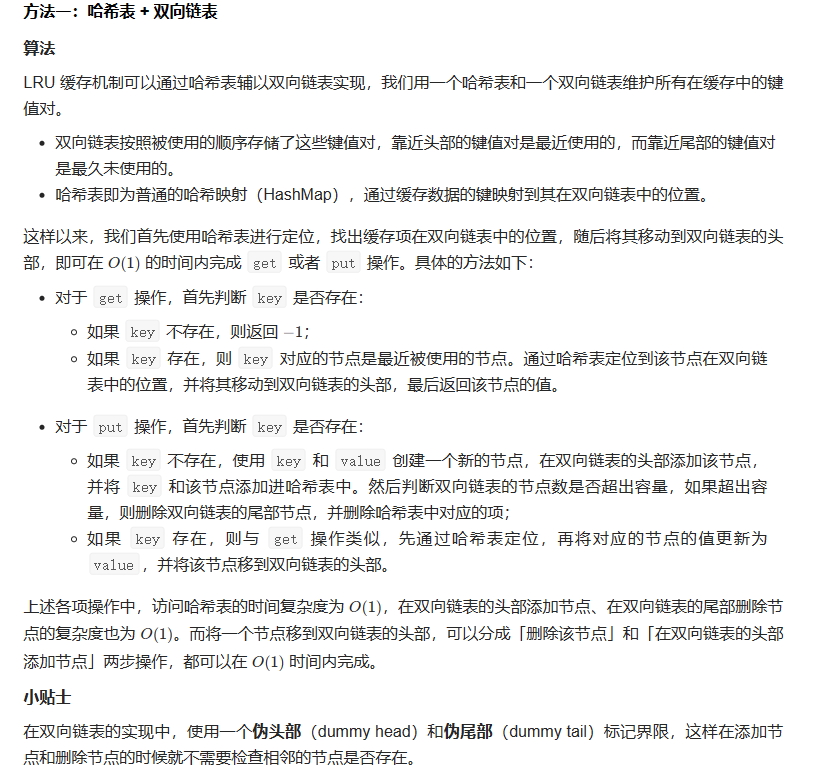 方法一：哈希表 + 双向链表
算法
LRU 缓存机制可以通过哈希表辅以双向链表实现，我们用一个哈希表和一个双向链表维护所有在缓存中的键
值对。
• 双向链表按照被使用的顺序存储了这些键值对，靠近头部的键值对是最近使用的，而靠近尾部的键值对
是最久未使用的。
• 哈希表即为普通的哈希映射（HashMap），通过缓存数据的键映射到其在双向链表中的位置。
这样以来，我们首先使用哈希表进行定位，找出缓存项在双向链表中的位置，随后将其移动到双向链表的头
部，即可在 O(1) 的时间内完成 get 或者 put 操作。具体的方法如下：
• 对于 get 操作，首先判断 key 是否存在：
◦ 如果 key 不存在，则返回 −1；
◦ 如果 key 存在，则 key 对应的节点是最近被使用的节点。通过哈希表定位到该节点在双向链
表中的位置，并将其移动到双向链表的头部，最后返回该节点的值。
• 对于 put 操作，首先判断 key 是否存在：
◦ 如果 key 不存在，使用 key 和 value 创建一个新的节点，在双向链表的头部添加该节点，
并将 key 和该节点添加进哈希表中。然后判断双向链表的节点数是否超出容量，如果超出容
量，则删除双向链表的尾部节点，并删除哈希表中对应的项；
◦ 如果 key 存在，则与 get 操作类似，先通过哈希表定位，再将对应的节点的值更新为
value ，并将该节点移到双向链表的头部。
上述各项操作中，访问哈希表的时间复杂度为 O(1)，在双向链表的头部添加节点、在双向链表的尾部删除节
点的复杂度也为 O(1)。而将一个节点移到双向链表的头部，可以分成「删除该节点」和「在双向链表的头部
添加节点」两步操作，都可以在 O(1) 时间内完成。
小贴士
在双向链表的实现中，使用一个伪头部（dummy head）和伪尾部（dummy tail）标记界限，这样在添加节
点和删除节点的时候就不需要检查相邻的节点是否存在。